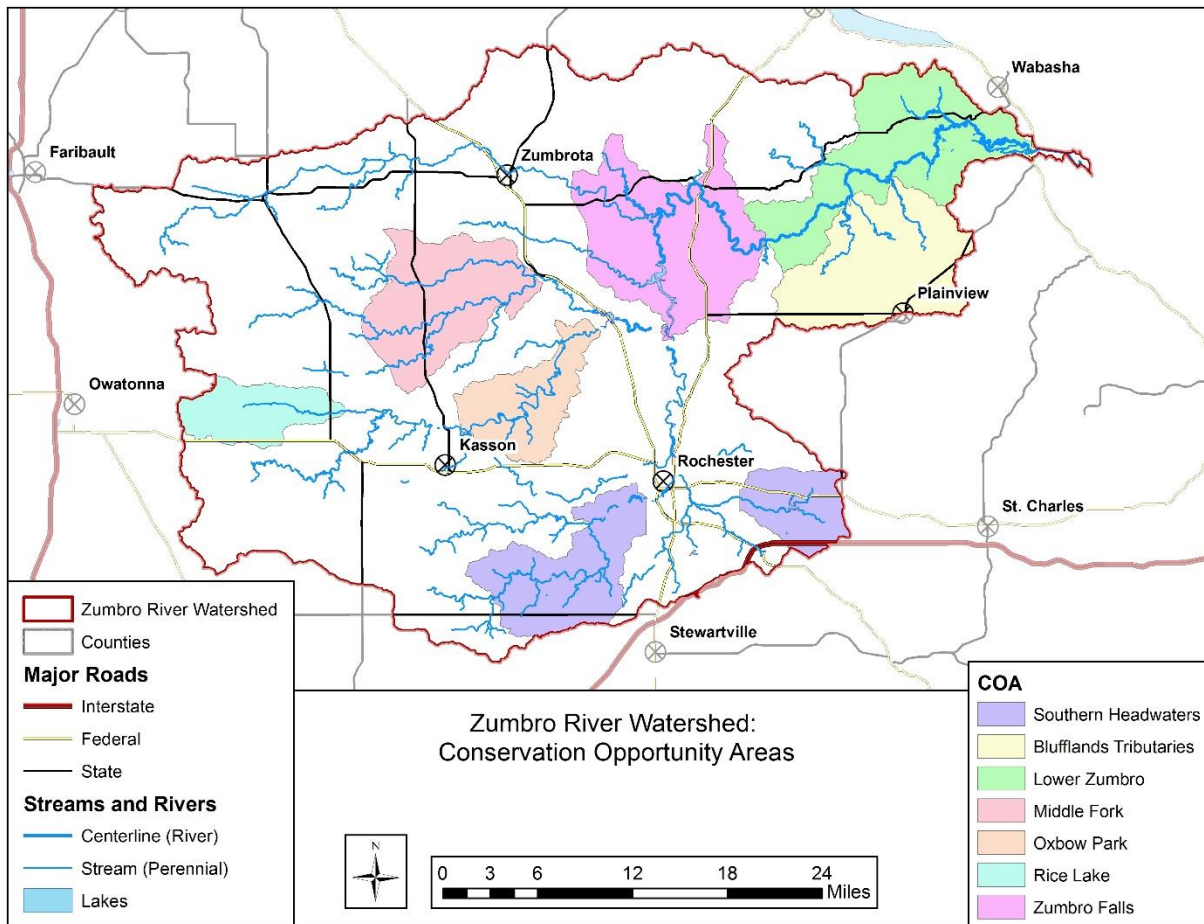 Wabasha
Faribault
Zumbrota
Plainview
Owatonna
Kasson
Rochester
St. Charles
Stewartville
Zumbro River Watershed
Counties
Major Roads
Interstate
Federal
State
Streams and Rivers
Centerline (River)
Stream (Perennial)
Lakes
Zumbro River Watershed:
Conservation Opportunity Areas
N
0 3 6 12 18 24
Miles
COA
Southern Headwaters
Blufflands Tributaries
Lower Zumbro
Middle Fork
Oxbow Park
Rice Lake
Zumbro Falls